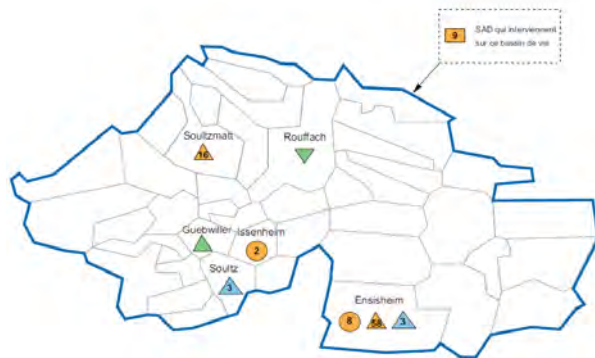 9
SAD qui interviennent
sur ce bassin de vie
Soultzmatt
16
Rouffach
Guebwiller
Issenheim
2
Soultz
3
Ensisheim
8
58
3